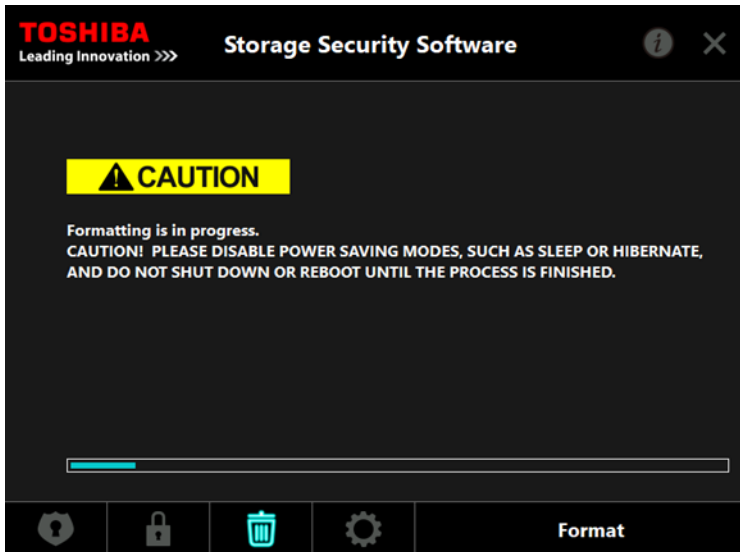 TOSHIBA
Leading Innovation >>>
Storage Security Software
CAUTION
Formatting is in progress.
CAUTION! PLEASE DISABLE POWER SAVING MODES, SUCH AS SLEEP OR HIBERNATE,
AND DO NOT SHUT DOWN OR REBOOT UNTIL THE PROCESS IS FINISHED.
Format